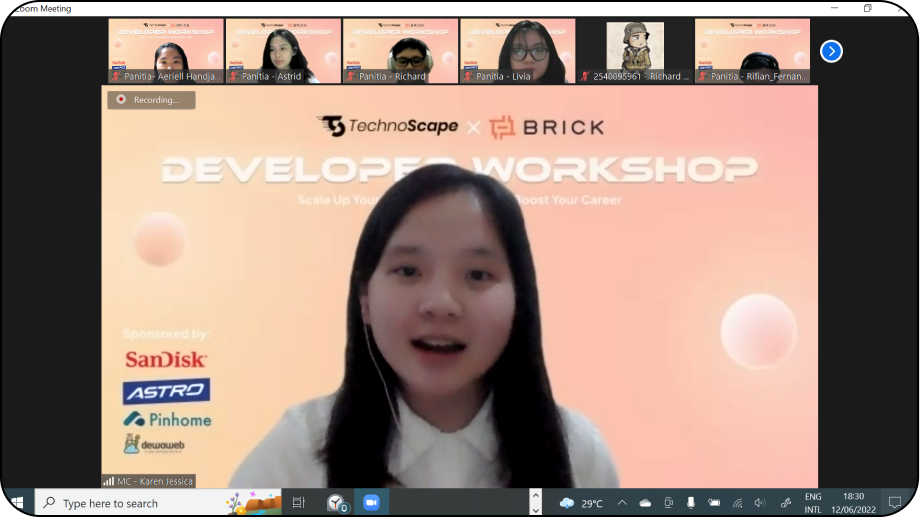 Zoom Meeting
Panitia- Aeriell Handja...
Panitia - Astrid
Panitia - Richard
Panitia - Livia
2540095961 - Richard ...
Panitia - Rifian_Fernan...
Recording...
TechnoScape × BRICK
DEVELOPER WORKSHOP
Scale Up Your Boost Your Career
Sponsored by:
SanDisk
ASTRO
Pinhome
dewaweb
MC - Karen Jessica
Type here to search
29°C
ENG
INTL
18:30
12/06/2022